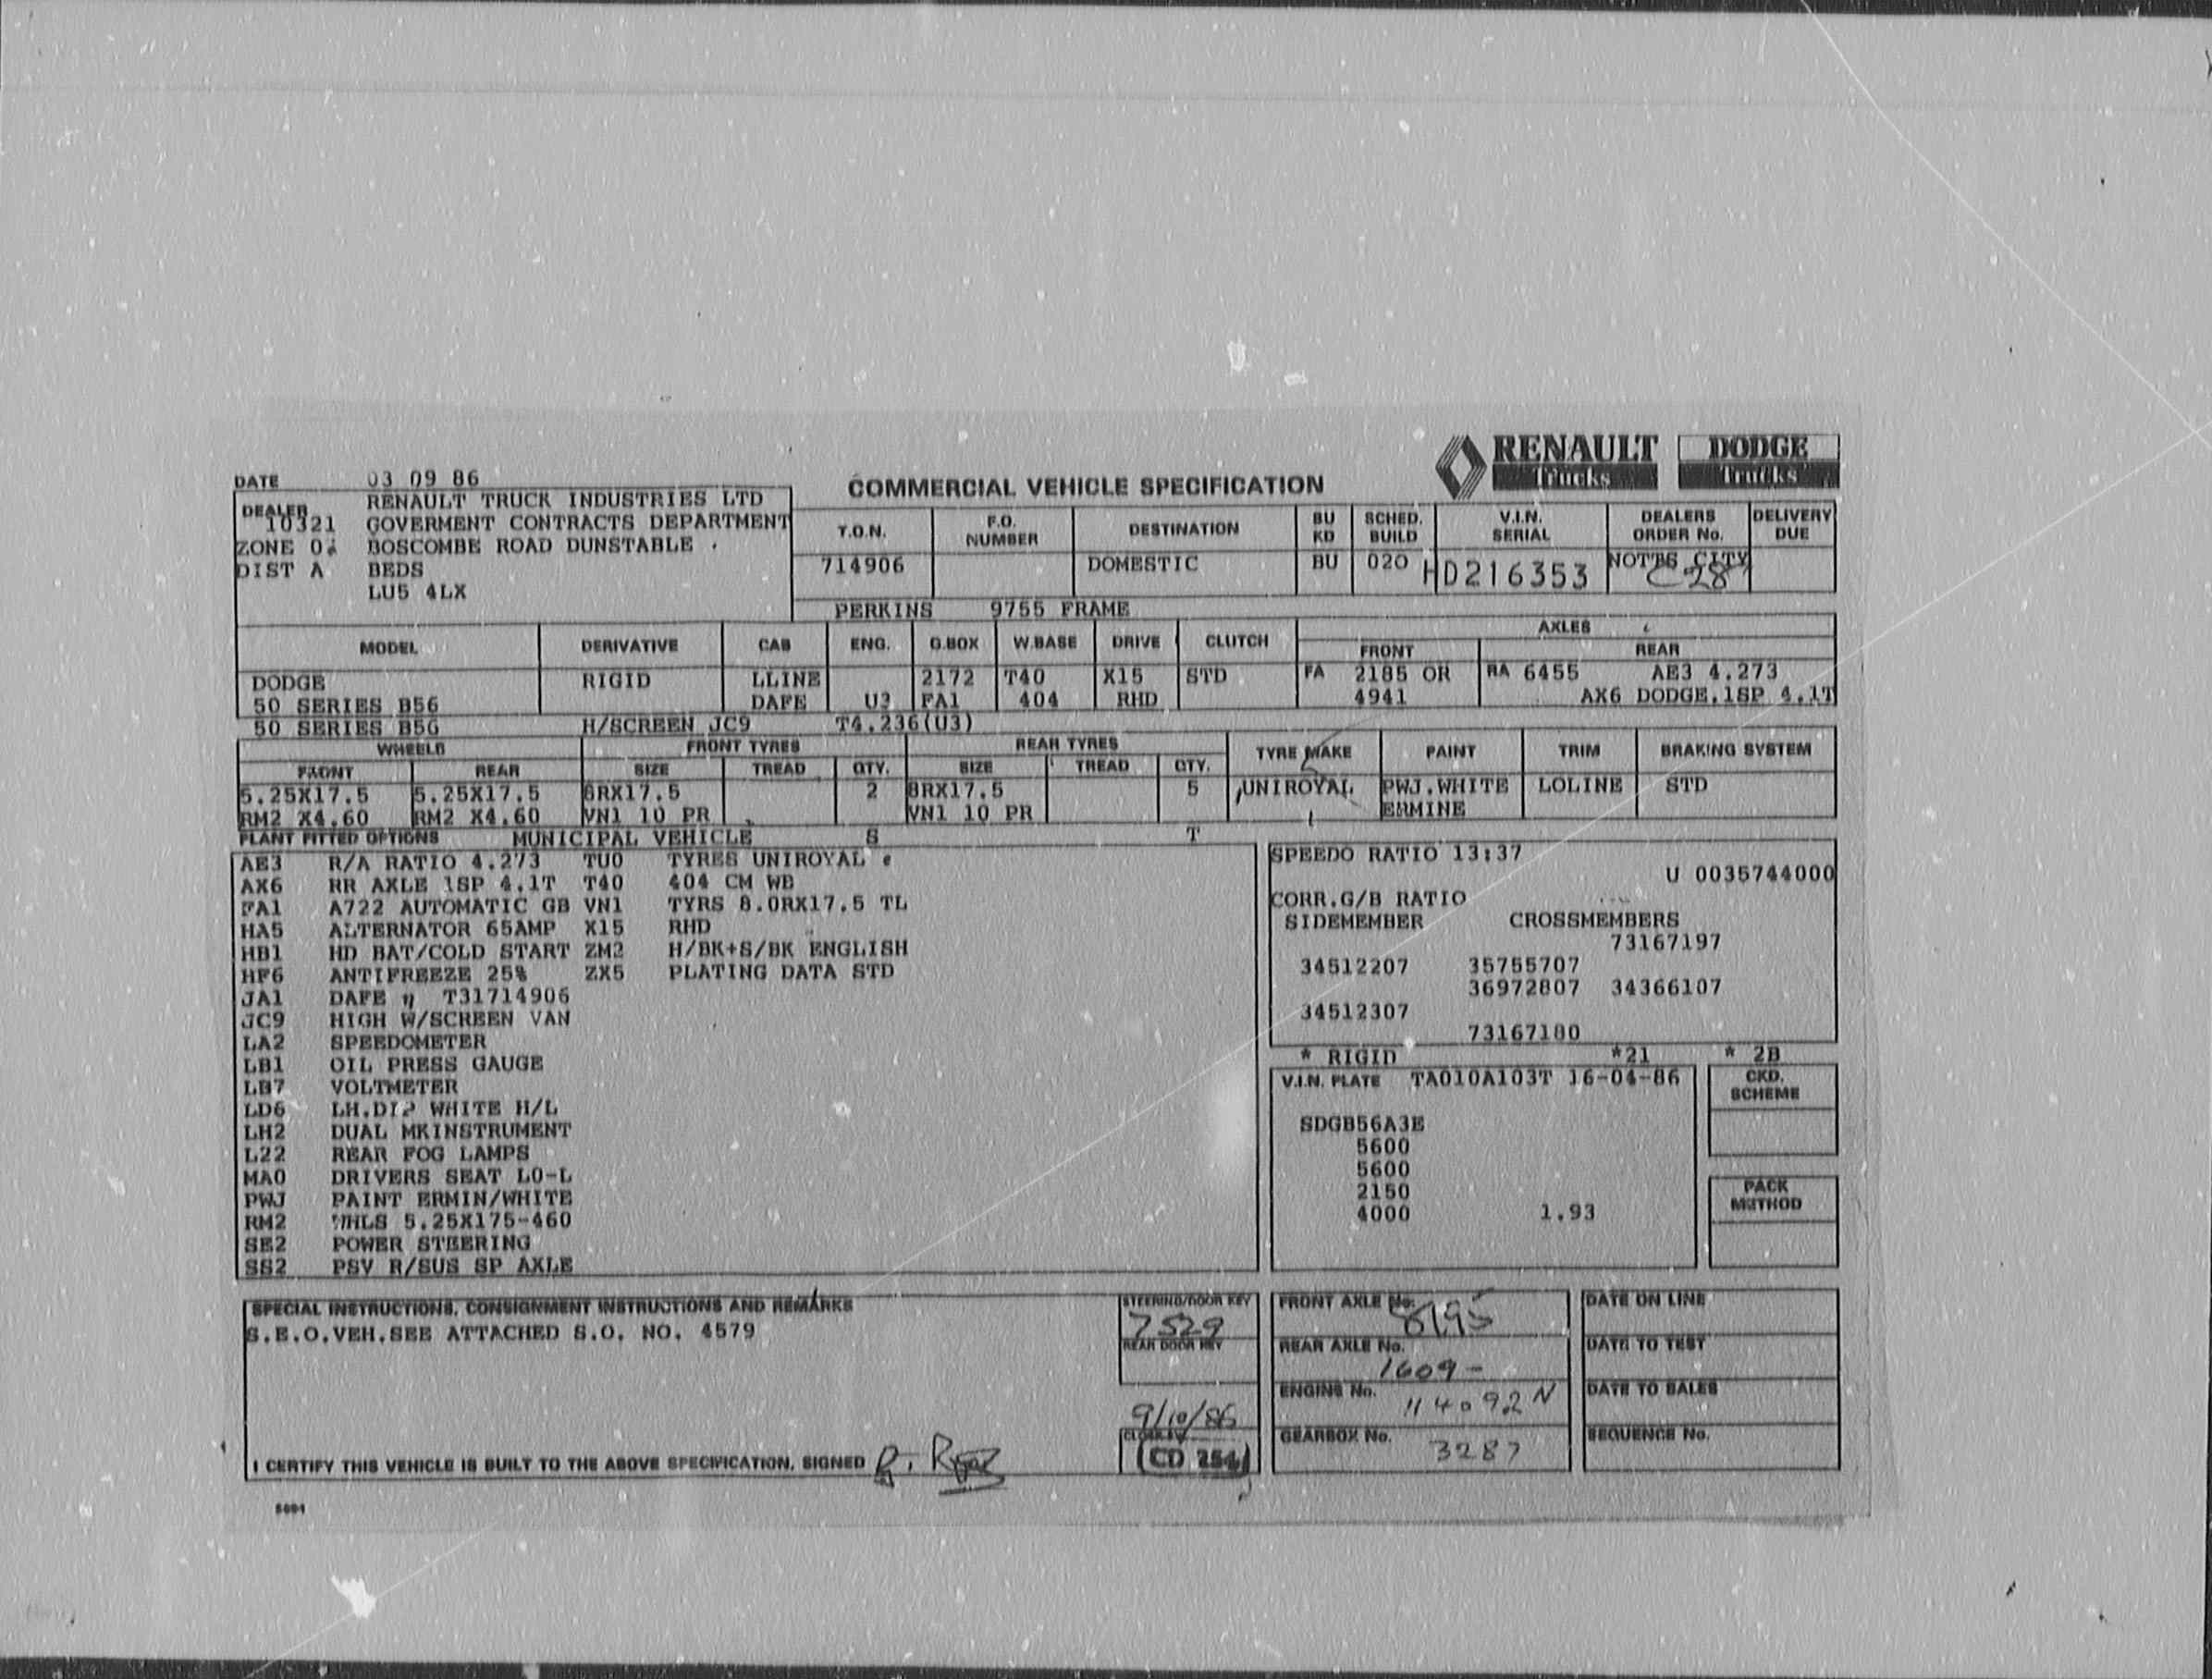 RENAULT Trucks DODGE Trucks
DATE 03 09 86
COMMERCIAL VEHICLE SPECIFICATION
DEALER RENAULT TRUCK INDUSTRIES LTD
10321 GOVERMENT CONTRACTS DEPARTMENT
ZONE BOSCOMBE ROAD DUNSTABLE
DIST A BEDS
LU5 4LX
T.O.N. F.O. NUMBER DESTINATION BU KD SCHED. BUILD V.I.N. SERIAL DEALERS ORDER No. DELIVERY DUE
714906 DOMESTIC BU 020 HD216353 NOTTS CITY C-28
PERKINS 9755 FRAME
MODEL DERIVATIVE CAB ENG. G.BOX W.BASE DRIVE CLUTCH AXLES
FRONT REAR
DODGE RIGID LLINE 2172 T40 X15 STD FA 2185 OR RA 6455 AE3 4.273
50 SERIES B56 DAFE U3 FA1 404 RHD 4941 AX6 DODGE.1SP 4.1T
50 SERIES B56 H/SCREEN JC9 T4.236(U3)
WHEELS FRONT TYRES REAR TYRES TYRE MAKE PAINT TRIM BRAKING SYSTEM
FRONT REAR SIZE TREAD QTY. SIZE TREAD QTY.
5.25X17.5 5.25X17.5 8RX17.5 2 8RX17.5 5 UNIROYAL PWJ.WHITE LOLINE STD
RM2 X4.60 RM2 X4.60 VN1 10 PR VN1 10 PR ERMINE
PLANT FITTED OPTIONS MUNICIPAL VEHICLE S T
AE3 R/A RATIO 4.273 TU0 TYRES UNIROYAL
AX6 RR AXLE 1SP 4.1T T40 404 CM WB
FA1 A722 AUTOMATIC GB VN1 TYRS 8.0RX17.5 TL
HA5 ALTERNATOR 65AMP X15 RHD
HB1 HD BAT/COLD START ZM2 H/BK+S/BK ENGLISH
HF6 ANTIFREEZE 25% ZX5 PLATING DATA STD
JA1 DAFE T31714906
JC9 HIGH W/SCREEN VAN
LA2 SPEEDOMETER
LB1 OIL PRESS GAUGE
LB7 VOLTMETER
LD6 LH.DIP WHITE H/L
LH2 DUAL MKINSTRUMENT
L22 REAR FOG LAMPS
MA0 DRIVERS SEAT LO-L
PWJ PAINT ERMIN/WHITE
RM2 WHLS 5.25X175-460
SE2 POWER STEERING
SS2 PSV R/SUS SP AXLE
SPEEDO RATIO 13:37
U 0035744000
CORR.G/B RATIO
SIDEMEMBER CROSSMEMBERS
73167197
34512207 35755707
36972807 34366107
34512307
73167180
* RIGID *21 * 2B
V.I.N. PLATE TA010A103T 16-04-86 CKD. SCHEME
SDGB56A3E
5600
5600
2150
4000 1.93
PACK METHOD
SPECIAL INSTRUCTIONS, CONSIGNMENT INSTRUCTIONS AND REMARKS
S.E.O.VEH.SEE ATTACHED S.O. NO. 4579
STEERING/DOOR KEY
7529
REAR DOOR KEY
9/10/86
CD 254
FRONT AXLE No. 8195
REAR AXLE No. 1609-
ENGINE No. 114092N
GEARBOX No. 3287
DATE ON LINE
DATE TO TEST
DATE TO SALES
SEQUENCE No.
I CERTIFY THIS VEHICLE IS BUILT TO THE ABOVE SPECIFICATION. SIGNED